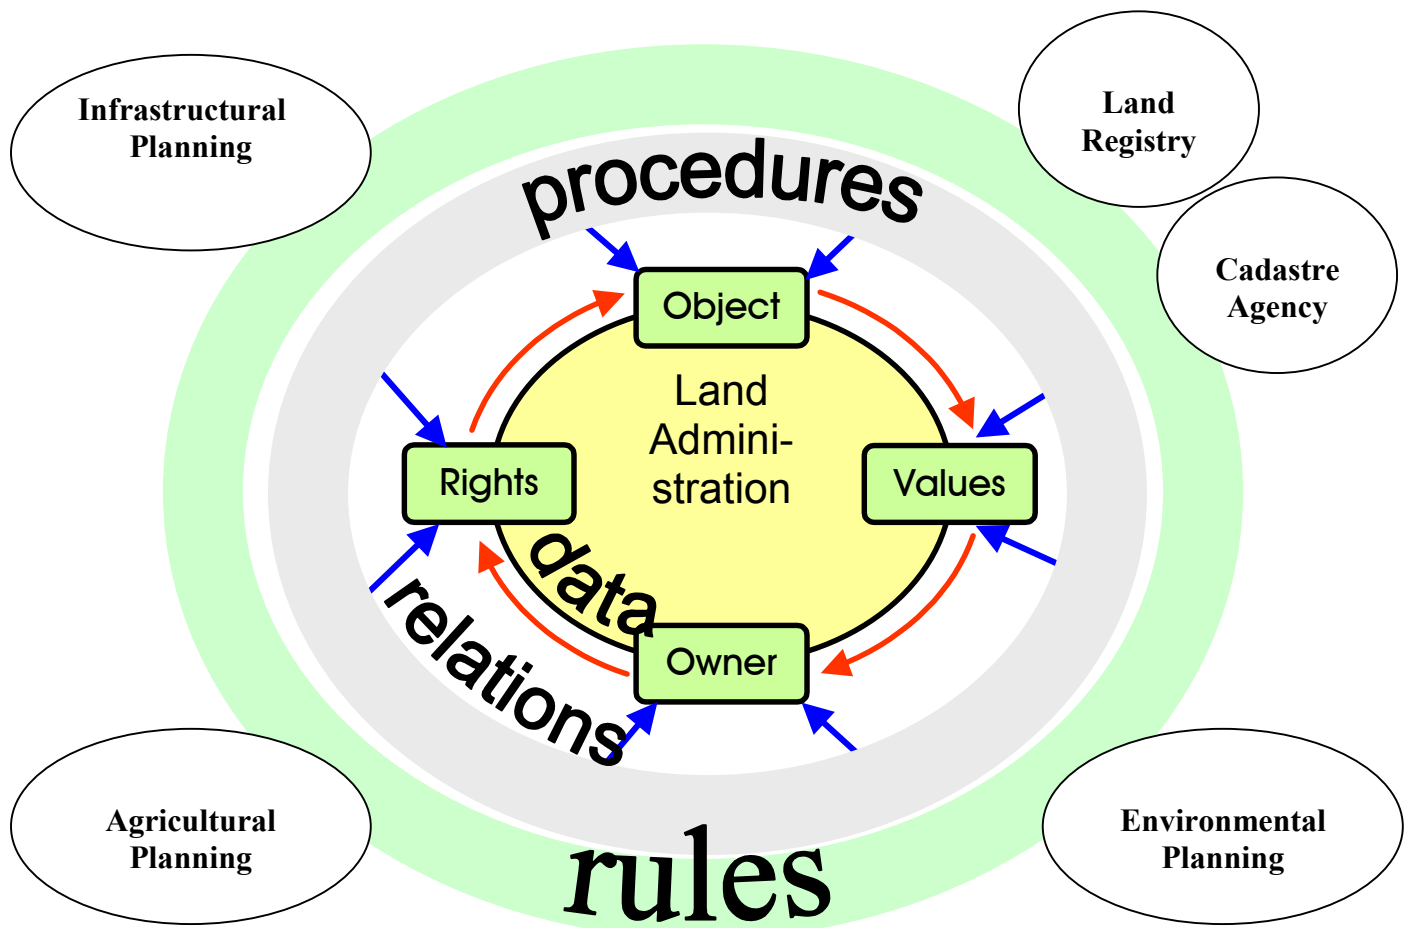 Infrastructural
Planning
Land
Registry
Cadastre
Agency
procedures
Object
Land
Admini-
stration
Rights
Values
data
relations
Owner
Agricultural
Planning
Environmental
Planning
rules